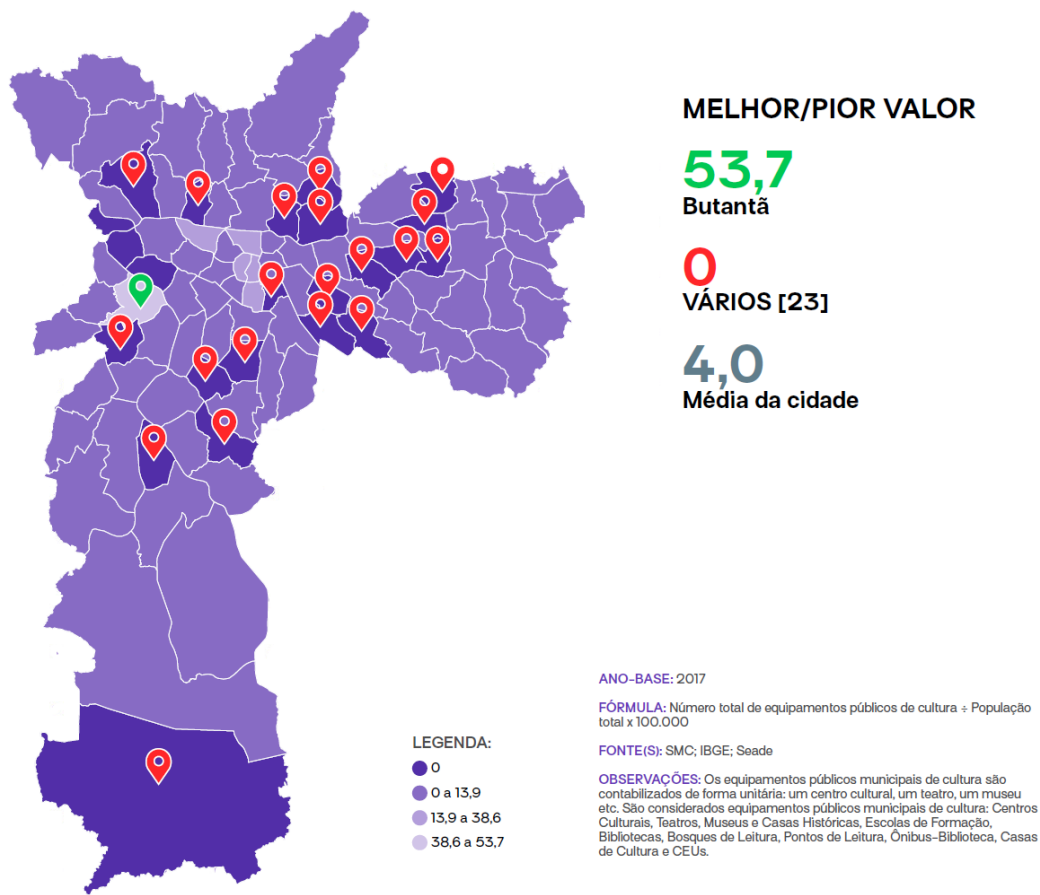 MELHOR/PIOR VALOR
53,7
Butantã
0
VÁRIOS [23]
4,0
Média da cidade
ANO-BASE: 2017
FÓRMULA: Número total de equipamentos públicos de cultura ÷ População
total x 100.000
FONTE(S): SMC; IBGE; Seade
OBSERVAÇÕES: Os equipamentos públicos municipais de cultura são
contabilizados de forma unitária: um centro cultural, um teatro, um museu
etc. São considerados equipamentos públicos municipais de cultura: Centros
Culturais, Teatros, Museus e Casas Históricas, Escolas de Formação,
Bibliotecas, Bosques de Leitura, Pontos de Leitura, Ônibus-Biblioteca, Casas
de Cultura e CEUs.
LEGENDA:
0
0 a 13,9
13,9 a 38,6
38,6 a 53,7